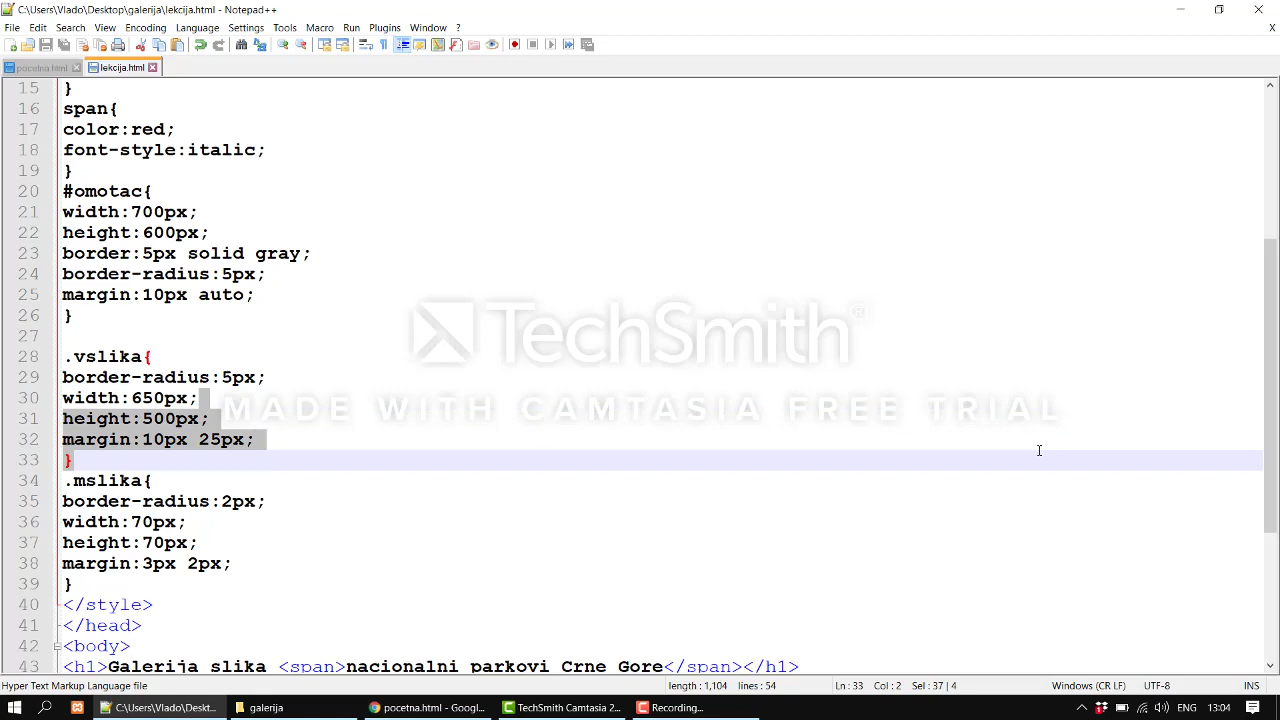 C:\Users\Vlado\Desktop\galerija\lekcija.html - Notepad++
File Edit Search View Encoding Language Settings Tools Macro Run Plugins Window ?
X
pocetna.html lekcija.html
15 }
16 span{
17 color:red;
18 font-style:italic;
19 }
20 #omotac{
21 width:700px;
22 height:600px;
23 border:5px solid gray;
24 border-radius:5px;
25 margin:10px auto;
26 }
27
28 .vslika{
29 border-radius:5px;
30 width:650px;
31 height:500px;
32 margin:10px 25px;
33 }
34 .mslika{
35 border-radius:2px;
36 width:70px;
37 height:70px;
38 margin:3px 2px;
39 }
40 </style>
41 </head>
42 <body>
43 <h1>Galerija slika <span>nacionalni parkovi Crne Gore</span></h1>
TechSmith®
MADE WITH CAMTASIA FREE TRIAL
Hyper Text Markup Language file length : 1,104 lines : 54 Ln : 33 Col : 2 Sel : 37 | 4 Windows (CR LF) UTF-8 INS
C:\Users\Vlado\Deskt... galerija pocetna.html - Googl... TechSmith Camtasia 2... Recording... ENG 13:04